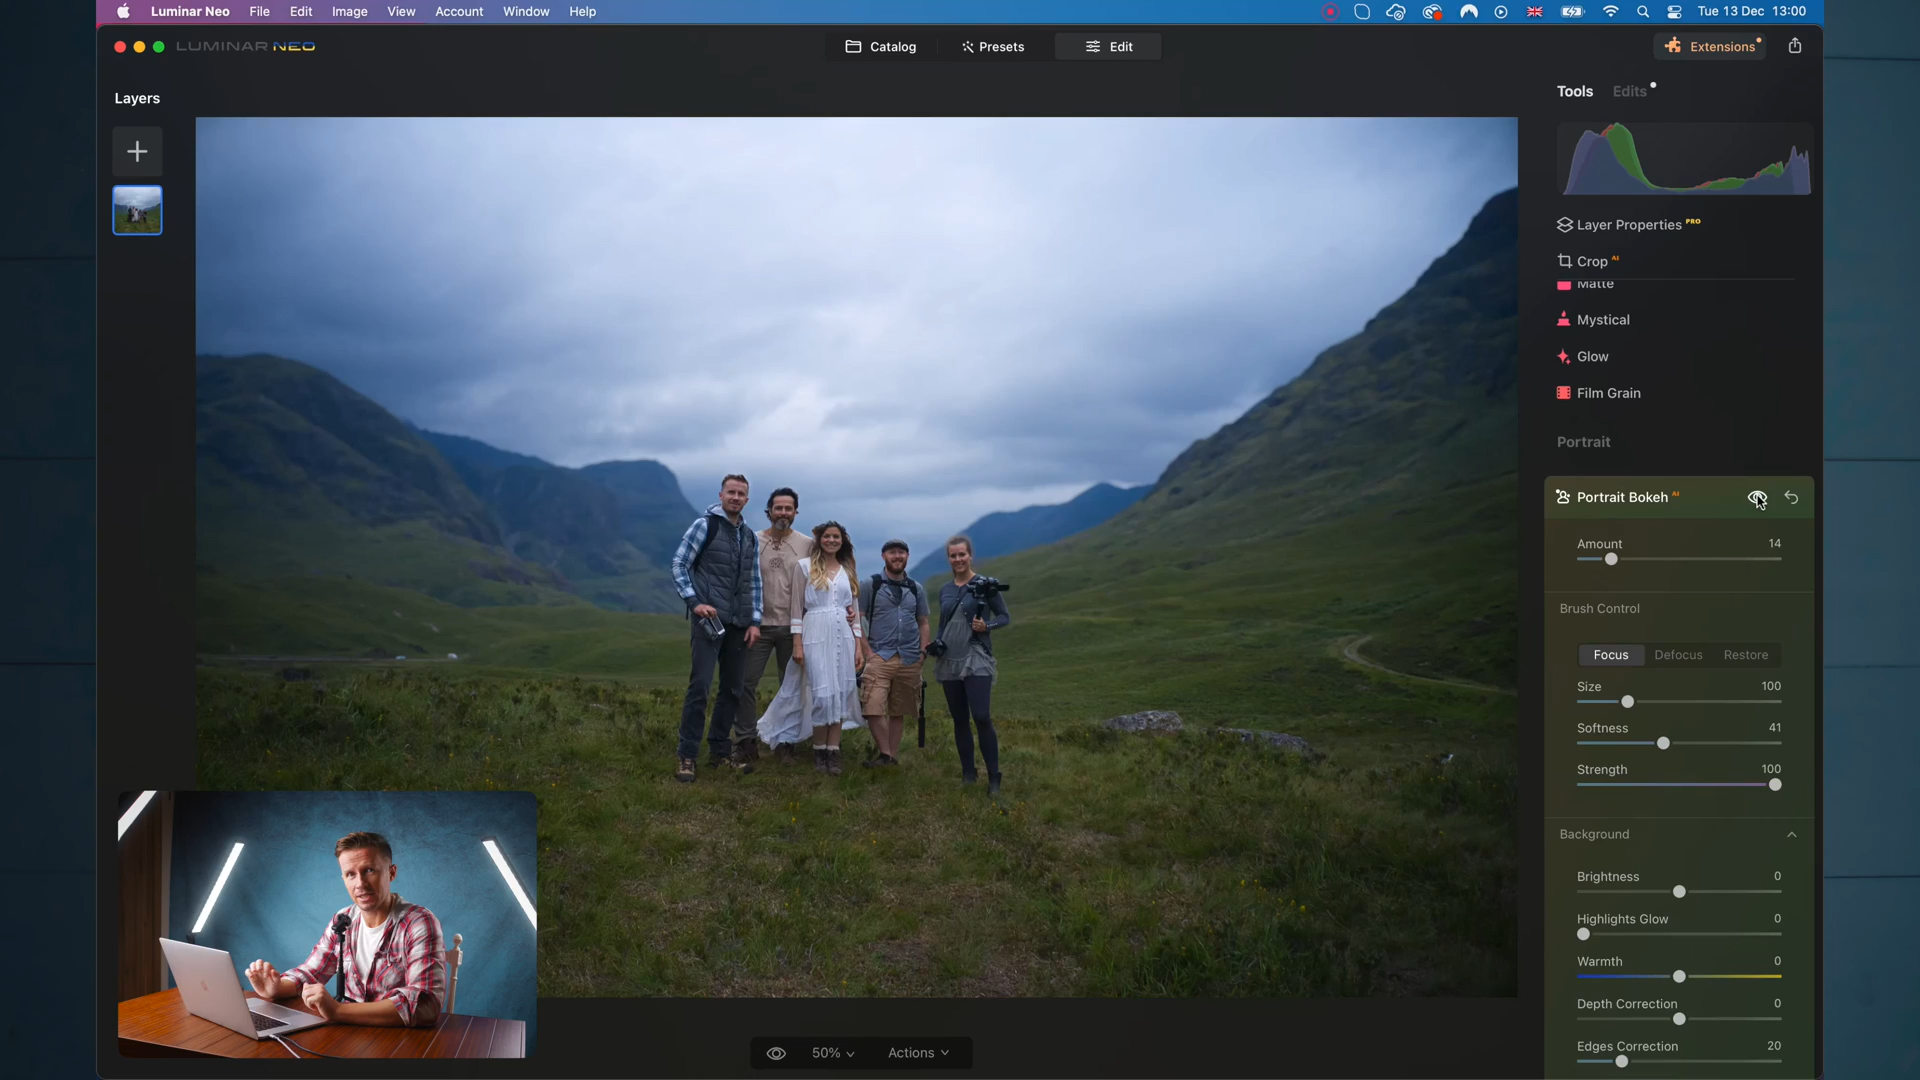 Luminar Neo File Edit Image View Account Window Help Tue 13 Dec 13:00
LUMINAR NEO Catalog Presets Edit Extensions
Layers
Tools Edits
Layer Properties PRO
Crop AI
Matte
Mystical
Glow
Film Grain
Portrait
Portrait Bokeh AI
Amount 14
Brush Control
Focus Defocus Restore
Size 100
Softness 41
Strength 100
Background
Brightness 0
Highlights Glow 0
Warmth 0
Depth Correction 0
Edges Correction 20
50% Actions